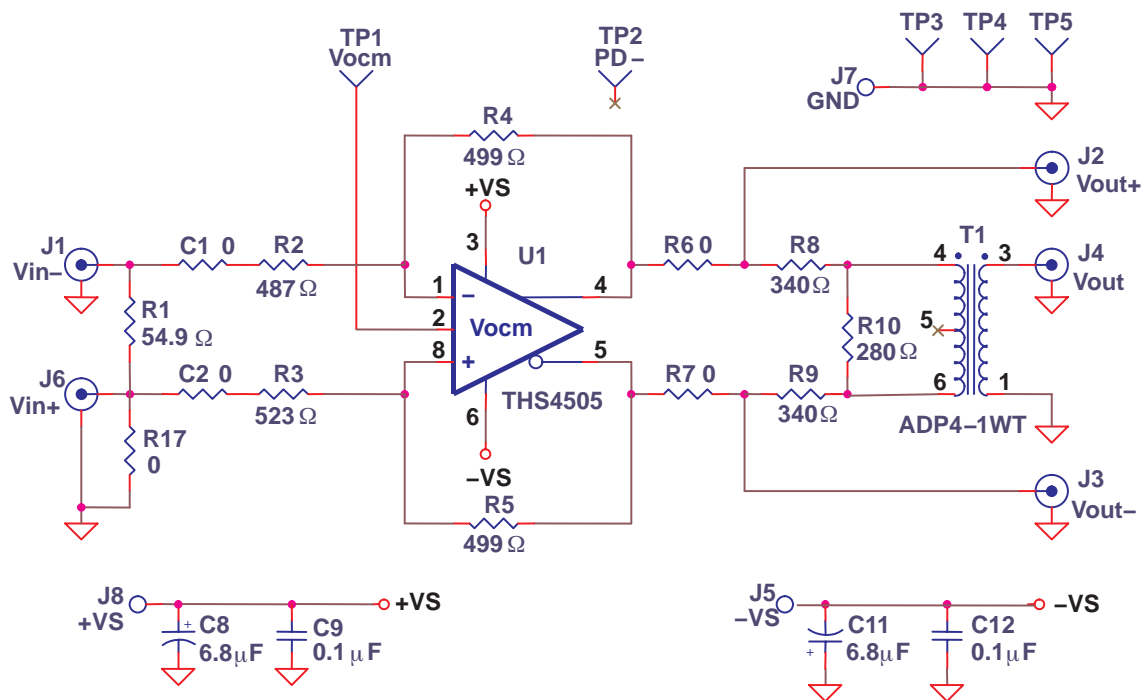 TP1
Vocm
TP2
PD−
TP3 TP4 TP5
J7
GND
R4
499 Ω
+VS
J2
Vout+
J1
Vin−
C1 0
R2
487 Ω
3
U1
R6 0
R8
340 Ω
T1
4
3
J4
Vout
1
−
4
R1
54.9 Ω
2
Vocm
5
R10
280 Ω
8
+
5
J6
Vin+
C2 0
R3
523 Ω
THS4505
R7 0
R9
340 Ω
6
1
ADP4−1WT
R17
0
6
−VS
R5
499 Ω
J3
Vout−
J8
+VS
+VS
+
C8
6.8 µF
C9
0.1 µF
J5
−VS
−VS
+
C11
6.8 µF
C12
0.1 µF